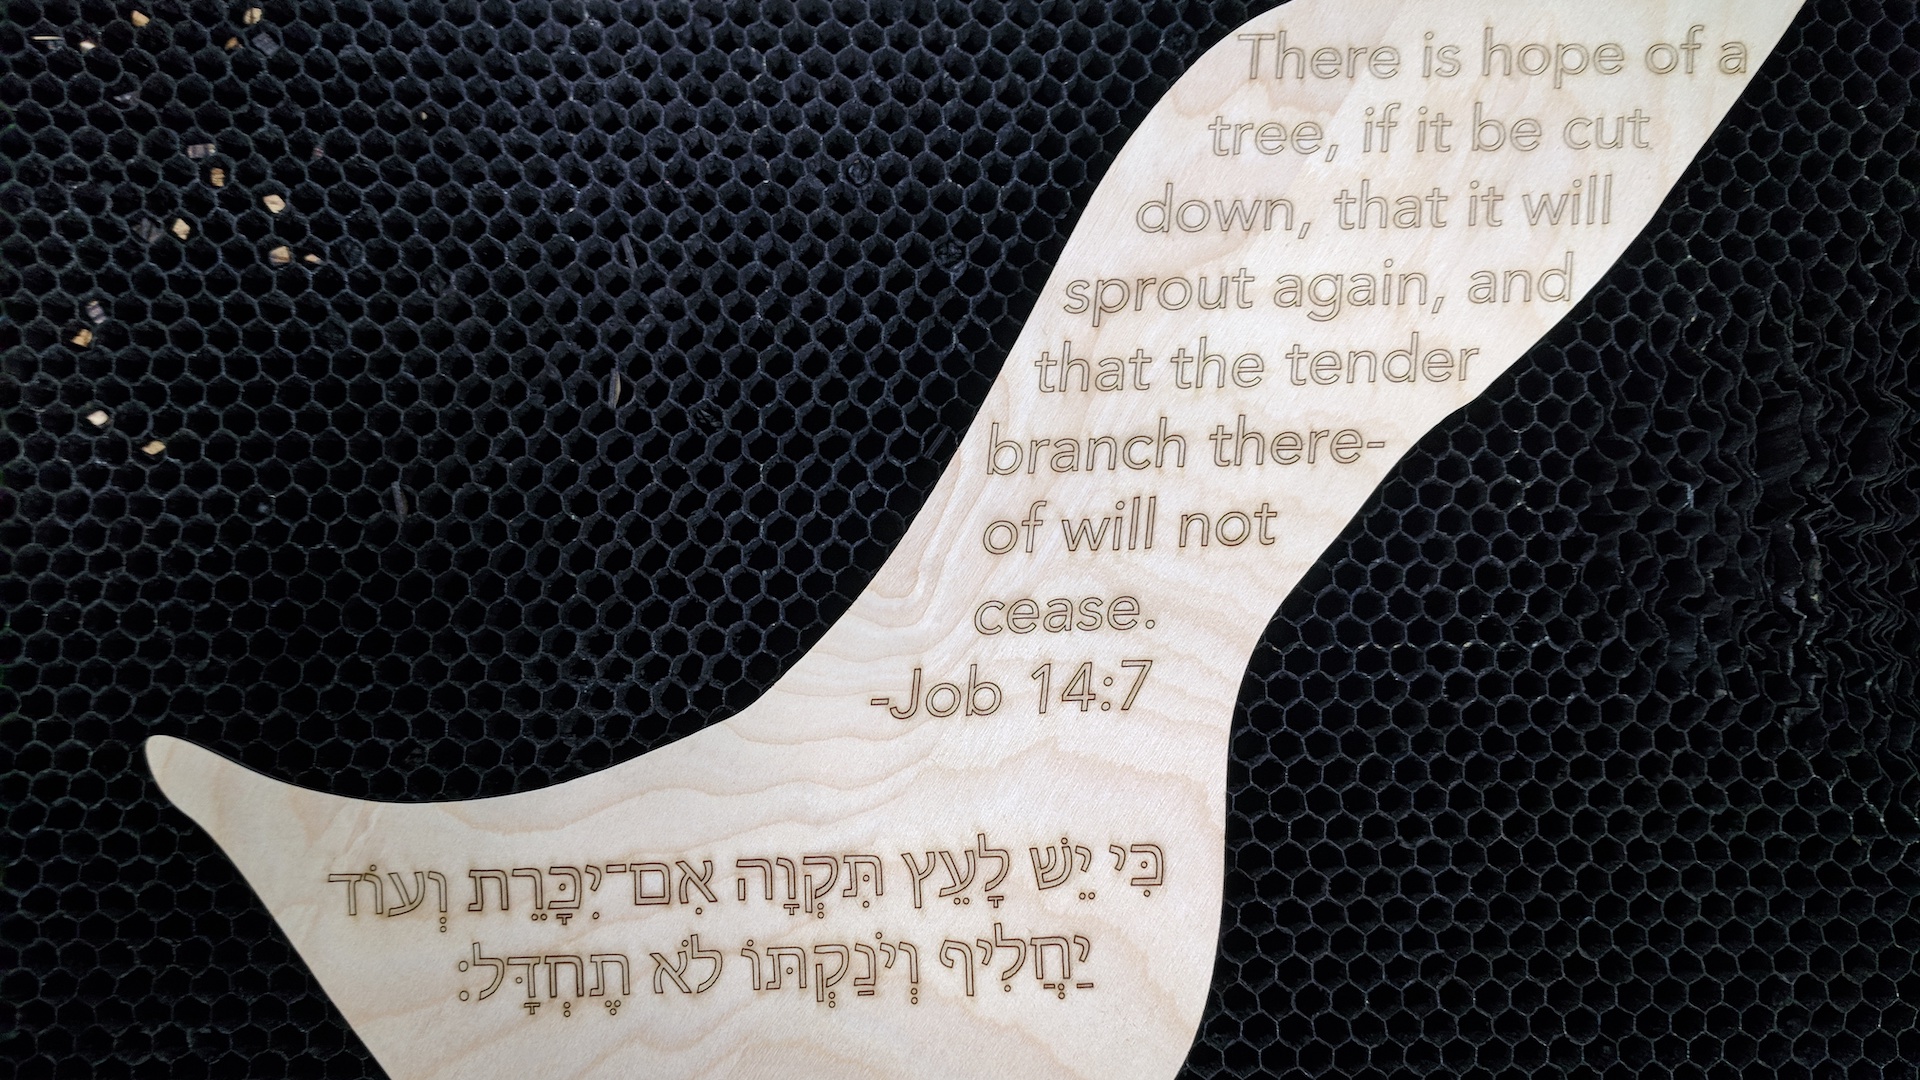 There is hope of a
tree, if it be cut
down, that it will
sprout again, and
that the tender
branch there-
of will not
cease.
-Job 14:7
כִּי יֵשׁ לָעֵץ תִּקְוָה אִם־יִכָּרֵת וְעוֹד
יַחֲלִיף וְיֹנַקְתּוֹ לֹא תֶחְדָּל׃